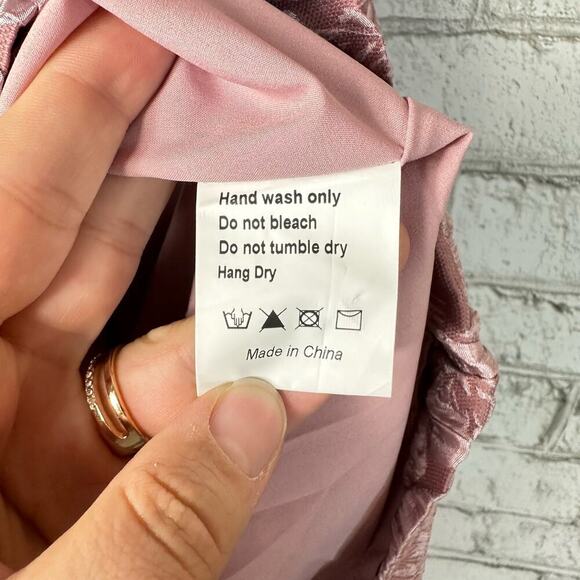 Hand wash only
Do not bleach
Do not tumble dry
Hang Dry
Made in China